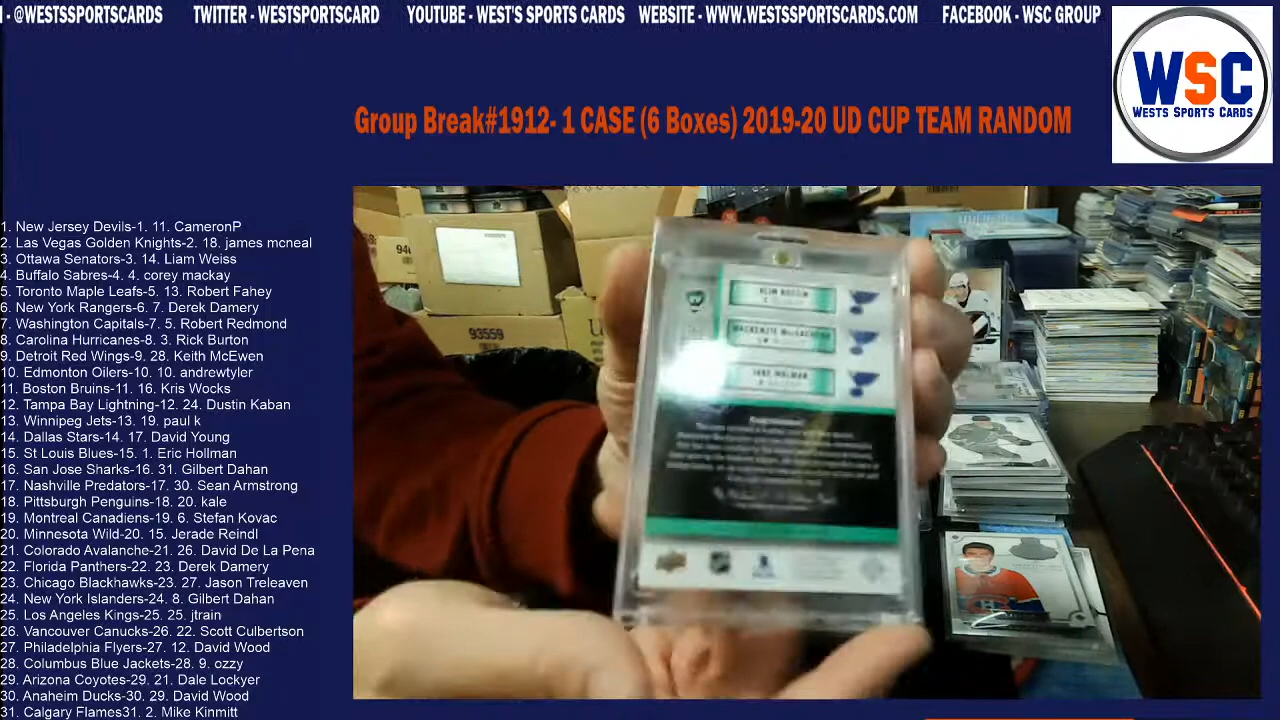 I - @WESTSSPORTSCARDS TWITTER - WESTSPORTSCARD YOUTUBE - WEST'S SPORTS CARDS WEBSITE - WWW.WESTSSPORTSCARDS.COM FACEBOOK - WSC GROUP
WSC
WESTS SPORTS CARDS
Group Break#1912- 1 CASE (6 Boxes) 2019-20 UD CUP TEAM RANDOM
1. New Jersey Devils-1. 11. CameronP
2. Las Vegas Golden Knights-2. 18. james mcneal
3. Ottawa Senators-3. 14. Liam Weiss
4. Buffalo Sabres-4. 4. corey mackay
5. Toronto Maple Leafs-5. 13. Robert Fahey
6. New York Rangers-6. 7. Derek Damery
7. Washington Capitals-7. 5. Robert Redmond
8. Carolina Hurricanes-8. 3. Rick Burton
9. Detroit Red Wings-9. 28. Keith McEwen
10. Edmonton Oilers-10. 10. andrewtyler
11. Boston Bruins-11. 16. Kris Wocks
12. Tampa Bay Lightning-12. 24. Dustin Kaban
13. Winnipeg Jets-13. 19. paul k
14. Dallas Stars-14. 17. David Young
15. St Louis Blues-15. 1. Eric Hollman
16. San Jose Sharks-16. 31. Gilbert Dahan
17. Nashville Predators-17. 30. Sean Armstrong
18. Pittsburgh Penguins-18. 20. kale
19. Montreal Canadiens-19. 6. Stefan Kovac
20. Minnesota Wild-20. 15. Jerade Reindl
21. Colorado Avalanche-21. 26. David De La Pena
22. Florida Panthers-22. 23. Derek Damery
23. Chicago Blackhawks-23. 27. Jason Treleaven
24. New York Islanders-24. 8. Gilbert Dahan
25. Los Angeles Kings-25. 25. jtrain
26. Vancouver Canucks-26. 22. Scott Culbertson
27. Philadelphia Flyers-27. 12. David Wood
28. Columbus Blue Jackets-28. 9. ozzy
29. Arizona Coyotes-29. 21. Dale Lockyer
30. Anaheim Ducks-30. 29. David Wood
31. Calgary Flames31. 2. Mike Kinmitt
93559